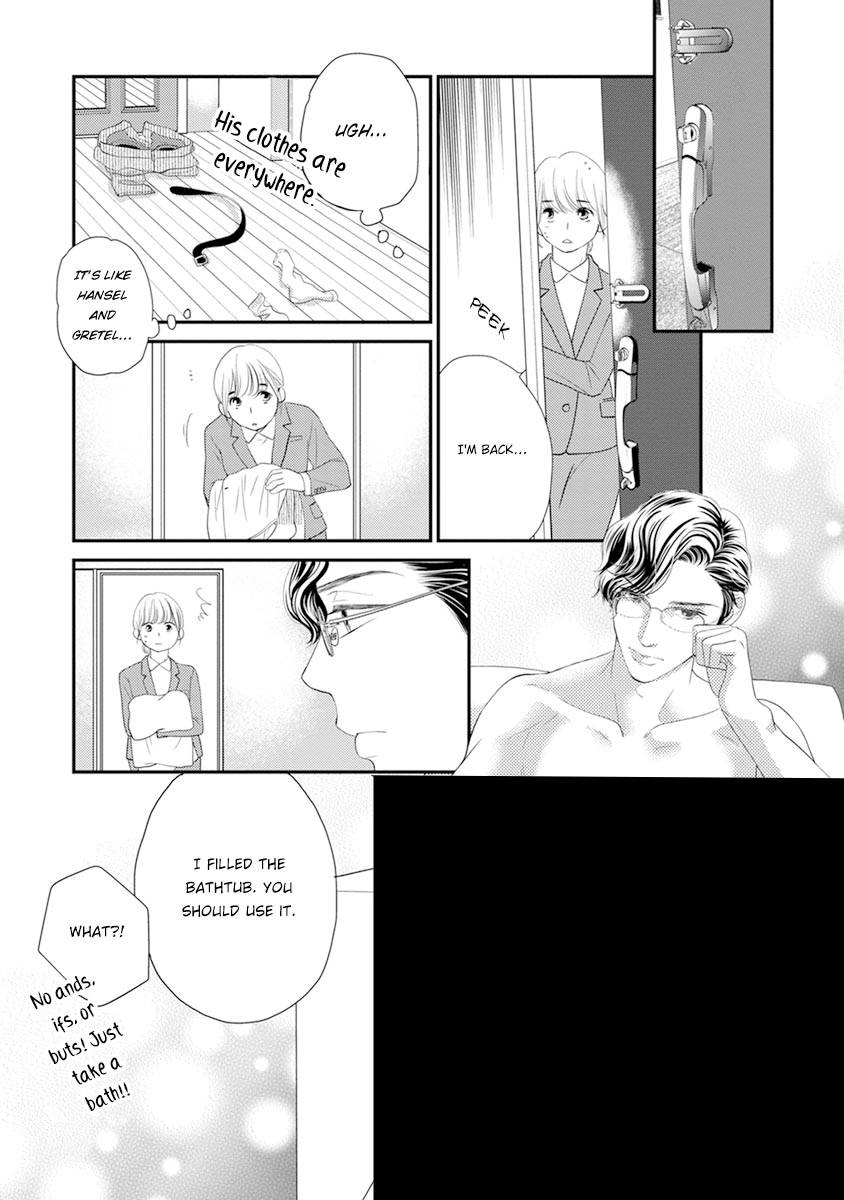 PEEK
I'M BACK...
UGH...
His clothes are
everywhere.
IT'S LIKE
HANSEL
AND
GRETEL...
I FILLED THE
BATHTUB. YOU
SHOULD USE IT.
WHAT?!
No ands,
ifs, or
buts! Just
take a
bath!!